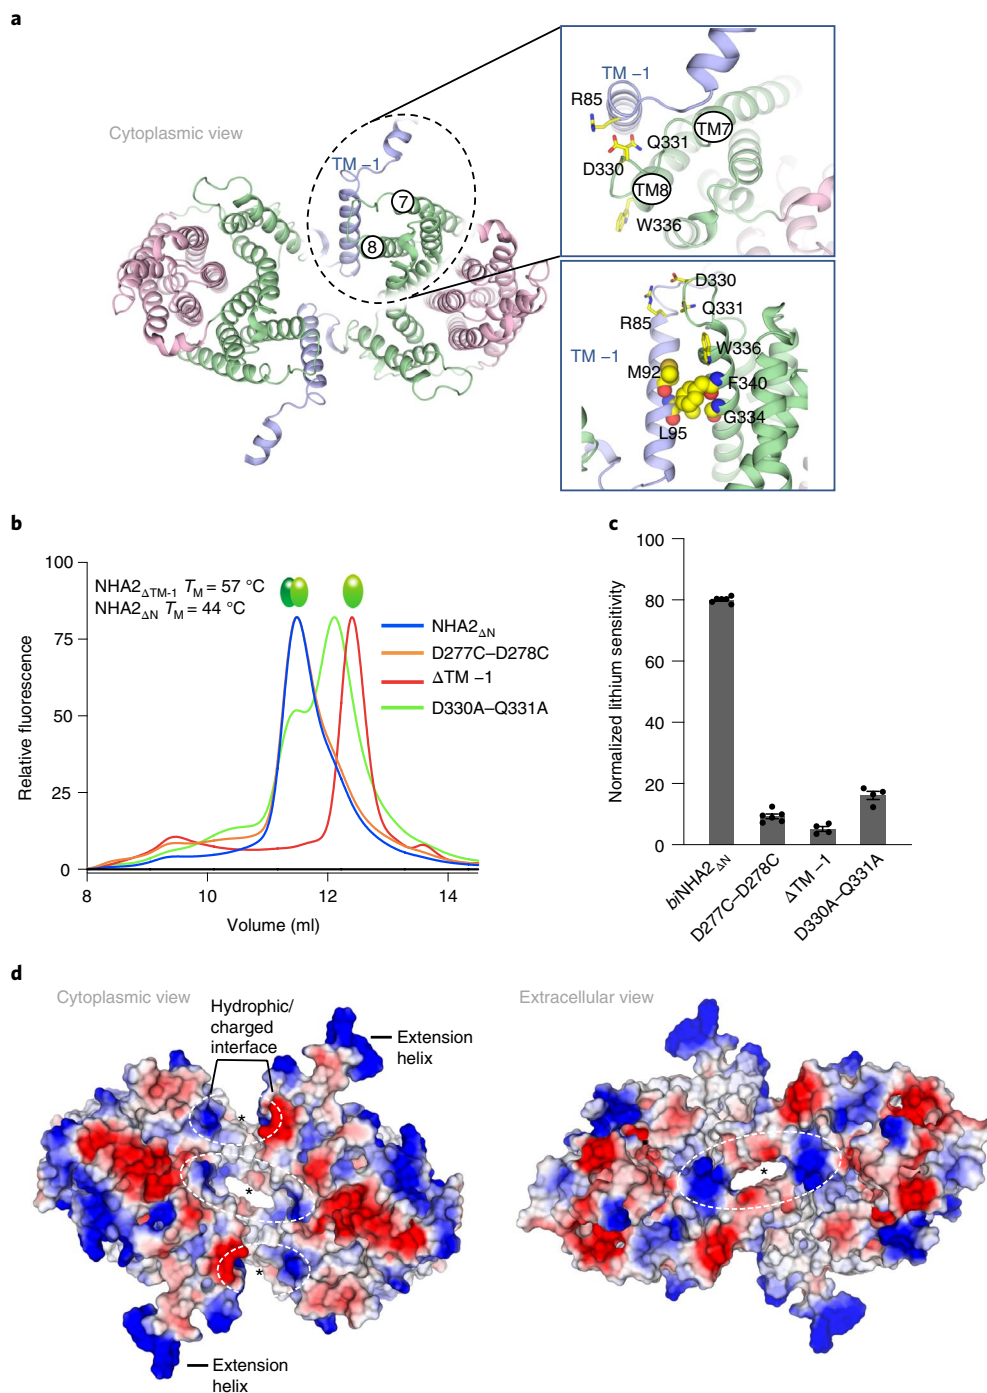 a
Cytoplasmic view
TM –1
7
8
TM –1
R85
TM7
Q331
D330
TM8
W336
D330
Q331
R85
W336
TM –1
M92
F340
G334
L95
b
100
75
50
25
0
8
10
12
14
Relative fluorescence
Volume (ml)
NHA2ΔTM-1 TM = 57 °C
NHA2ΔN TM = 44 °C
NHA2ΔN
D277C–D278C
ΔTM –1
D330A–Q331A
c
100
80
60
40
20
0
Normalized lithium sensitivity
biNHA2ΔN
D277C–D278C
ΔTM –1
D330A–Q331A
d
Cytoplasmic view
Hydrophic/
charged
interface
Extension
helix
*
*
*
Extension
helix
Extracellular view
*